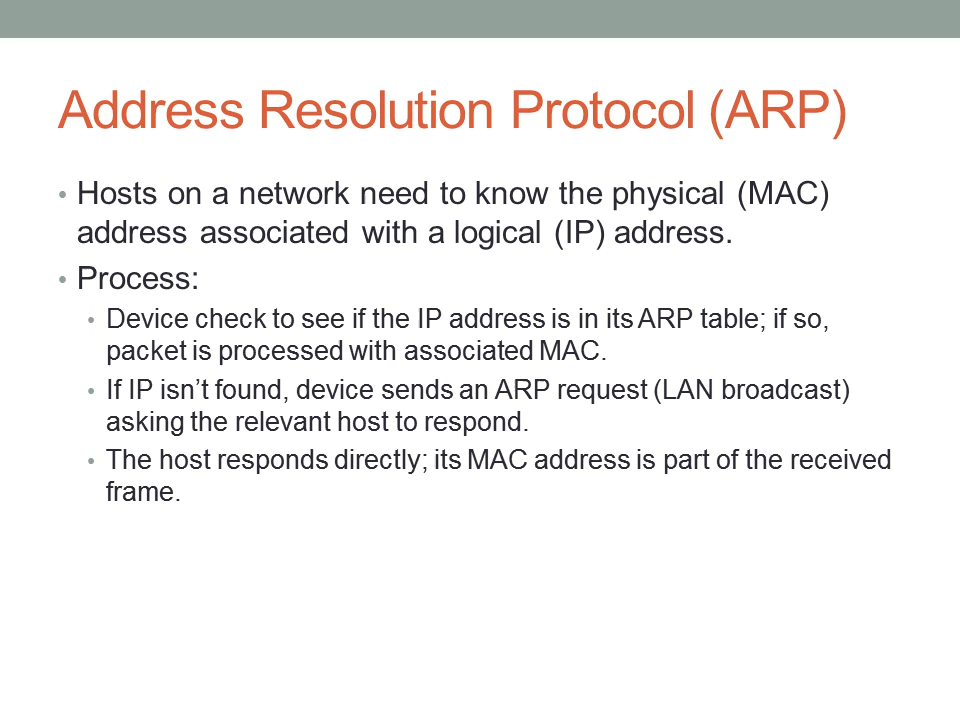 Address Resolution Protocol (ARP)
• Hosts on a network need to know the physical (MAC)
address associated with a logical (IP) address.
• Process:
• Device check to see if the IP address is in its ARP table; if so,
packet is processed with associated MAC.
• If IP isn’t found, device sends an ARP request (LAN broadcast)
asking the relevant host to respond.
• The host responds directly; its MAC address is part of the received
frame.